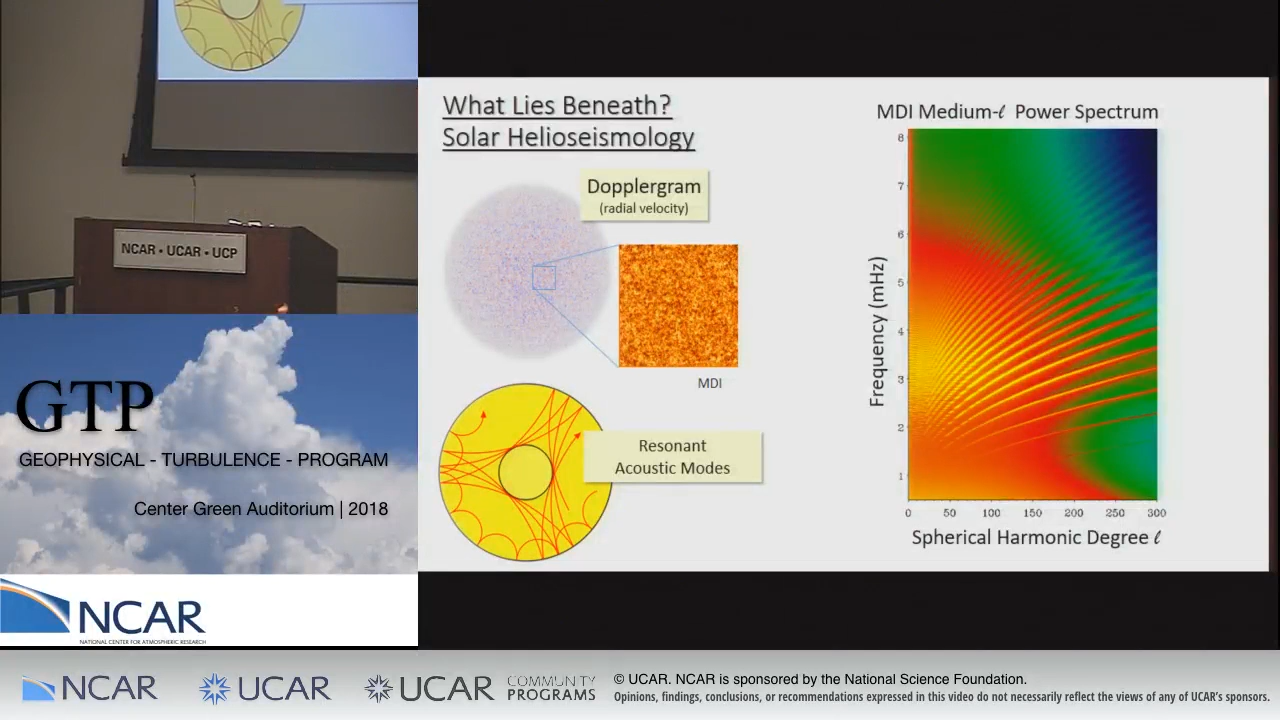 NCAR • UCAR • UCP
GTP
GEOPHYSICAL - TURBULENCE - PROGRAM
Center Green Auditorium | 2018
NCAR
NATIONAL CENTER FOR ATMOSPHERIC RESEARCH
What Lies Beneath?
Solar Helioseismology
Dopplergram
(radial velocity)
MDI
Resonant
Acoustic Modes
MDI Medium-ℓ Power Spectrum
Frequency (mHz)
8
7
6
5
4
3
2
1
0 50 100 150 200 250 300
Spherical Harmonic Degree ℓ
NCAR
UCAR
UCAR
COMMUNITY
PROGRAMS
© UCAR. NCAR is sponsored by the National Science Foundation.
Opinions, findings, conclusions, or recommendations expressed in this video do not necessarily reflect the views of any of UCAR's sponsors.